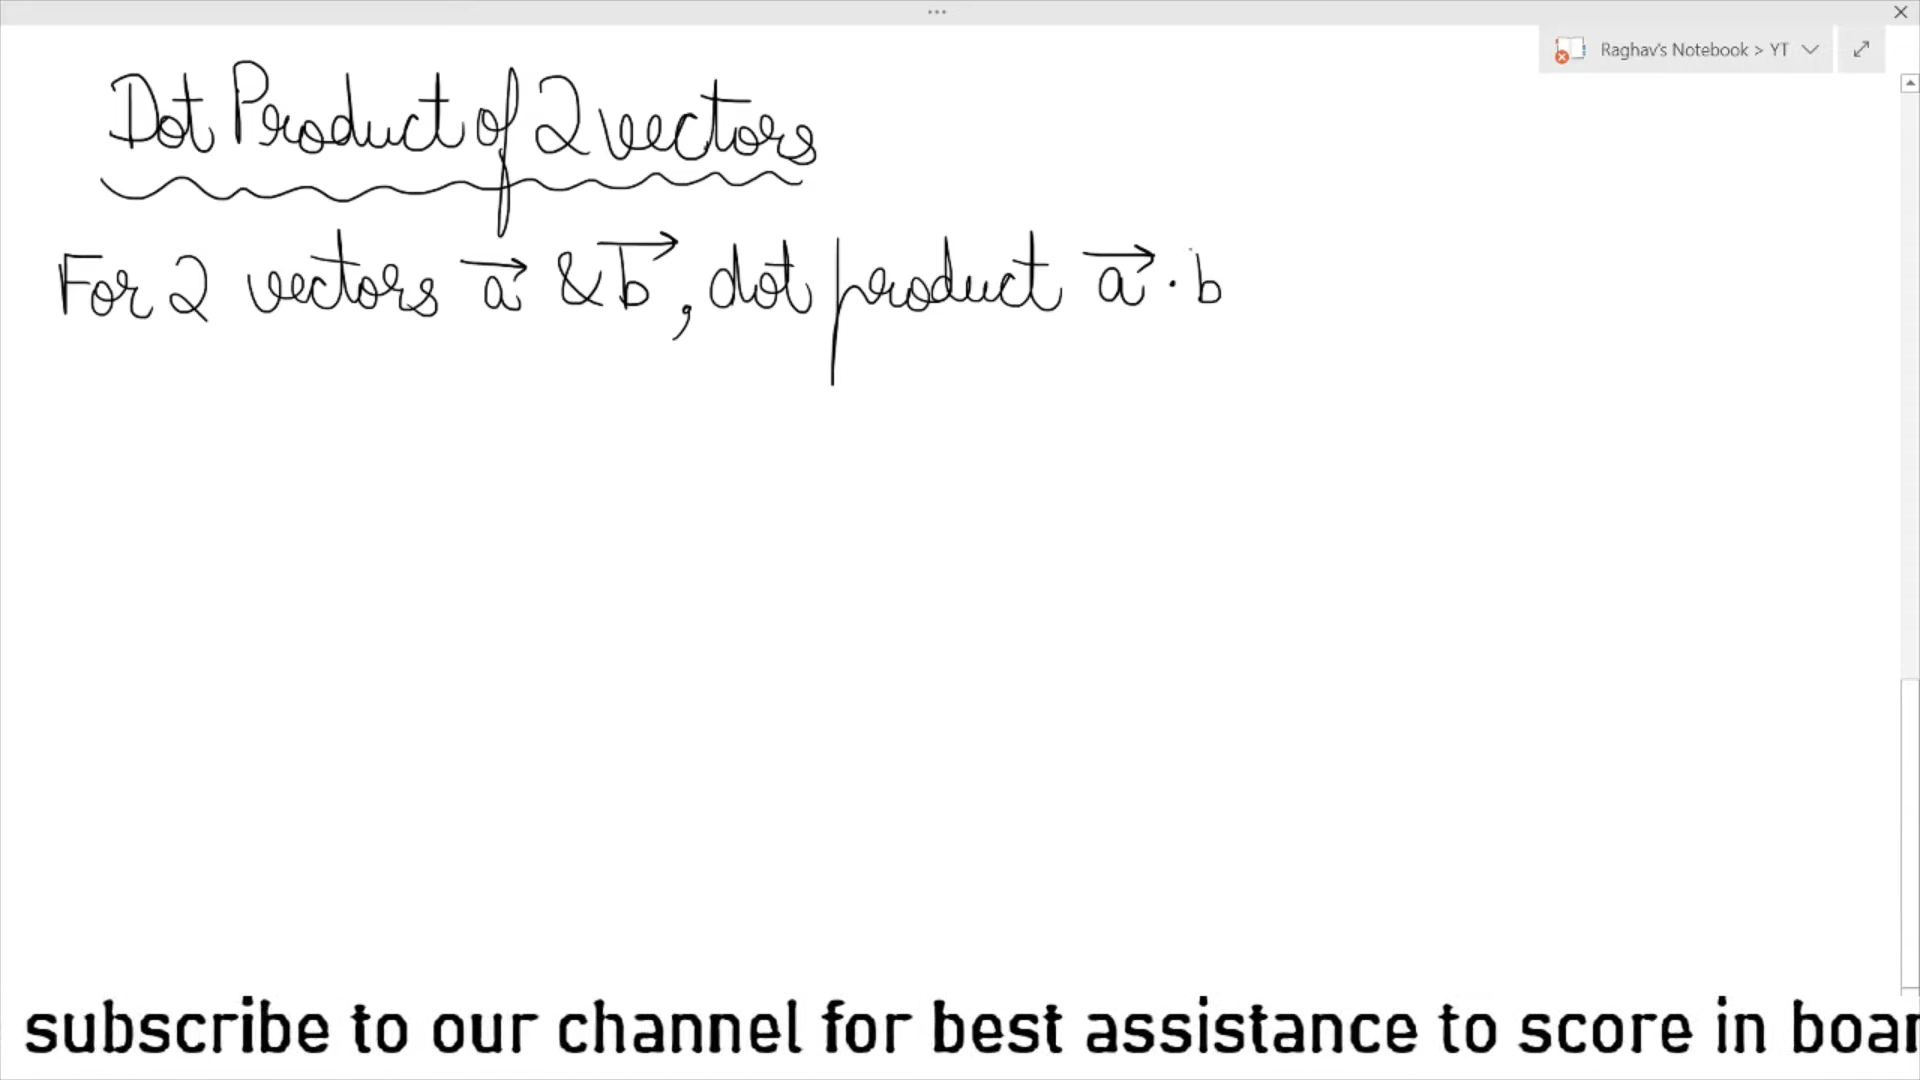 Raghav's Notebook > YT
Dot Product of 2 vectors
For 2 vectors a⃗ & b⃗, dot product a⃗ · b
subscribe to our channel for best assistance to score in boar